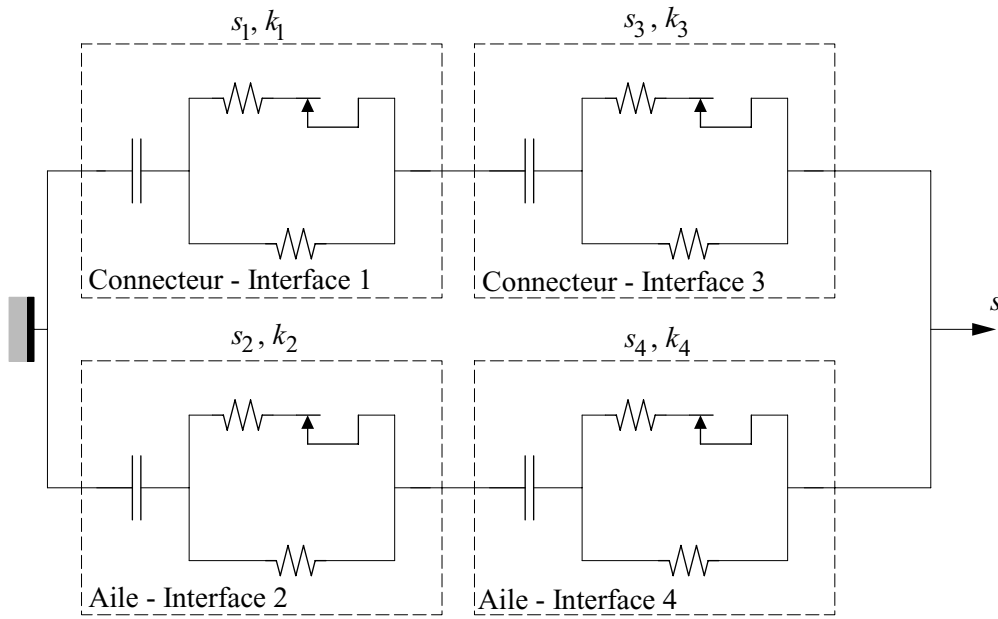 s₁, k₁
s₃, k₃
Connecteur - Interface 1
Connecteur - Interface 3
s
s₂, k₂
s₄, k₄
Aile - Interface 2
Aile - Interface 4